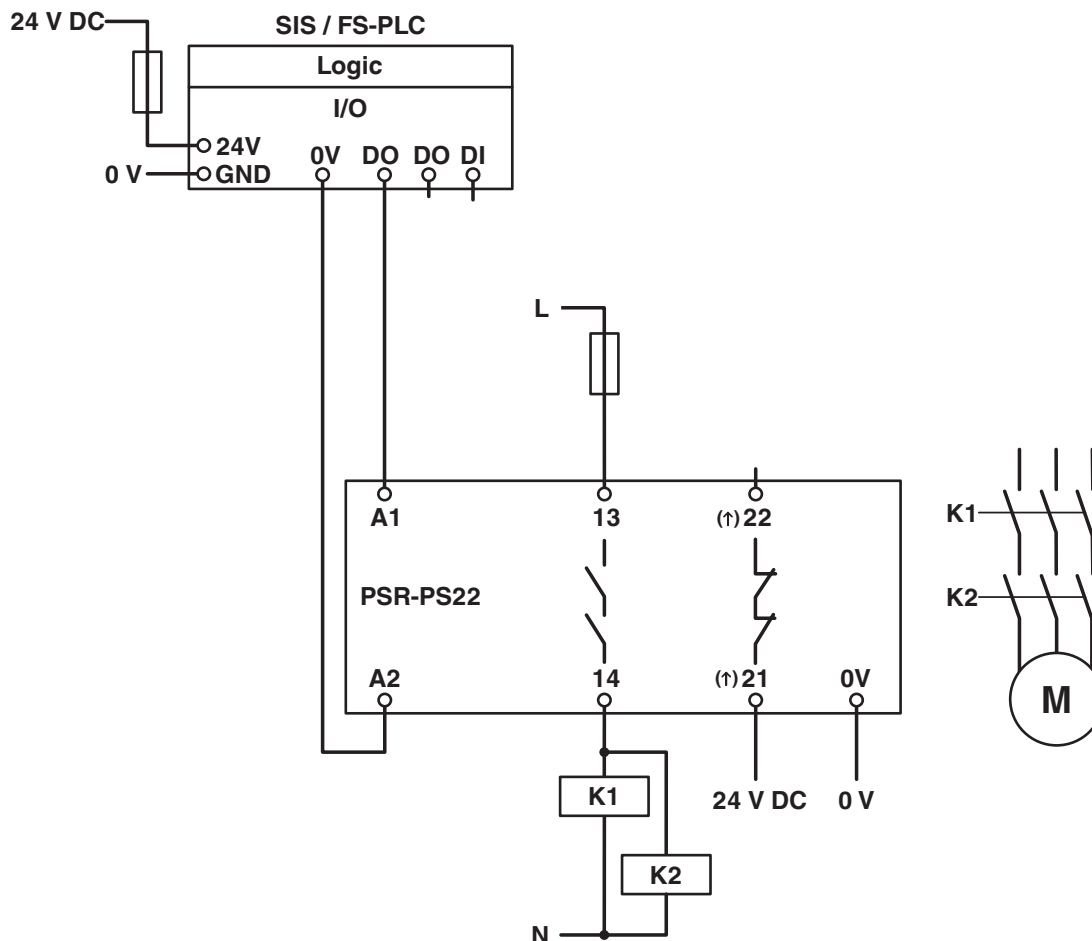 24 V DC
SIS / FS-PLC
Logic
I/O
24V
0V DO DO DI
0 V
GND
L
A1
13
(↑) 22
K1
PSR-PS22
K2
A2
14
(↑) 21
0V
M
K1
24 V DC
0 V
K2
N